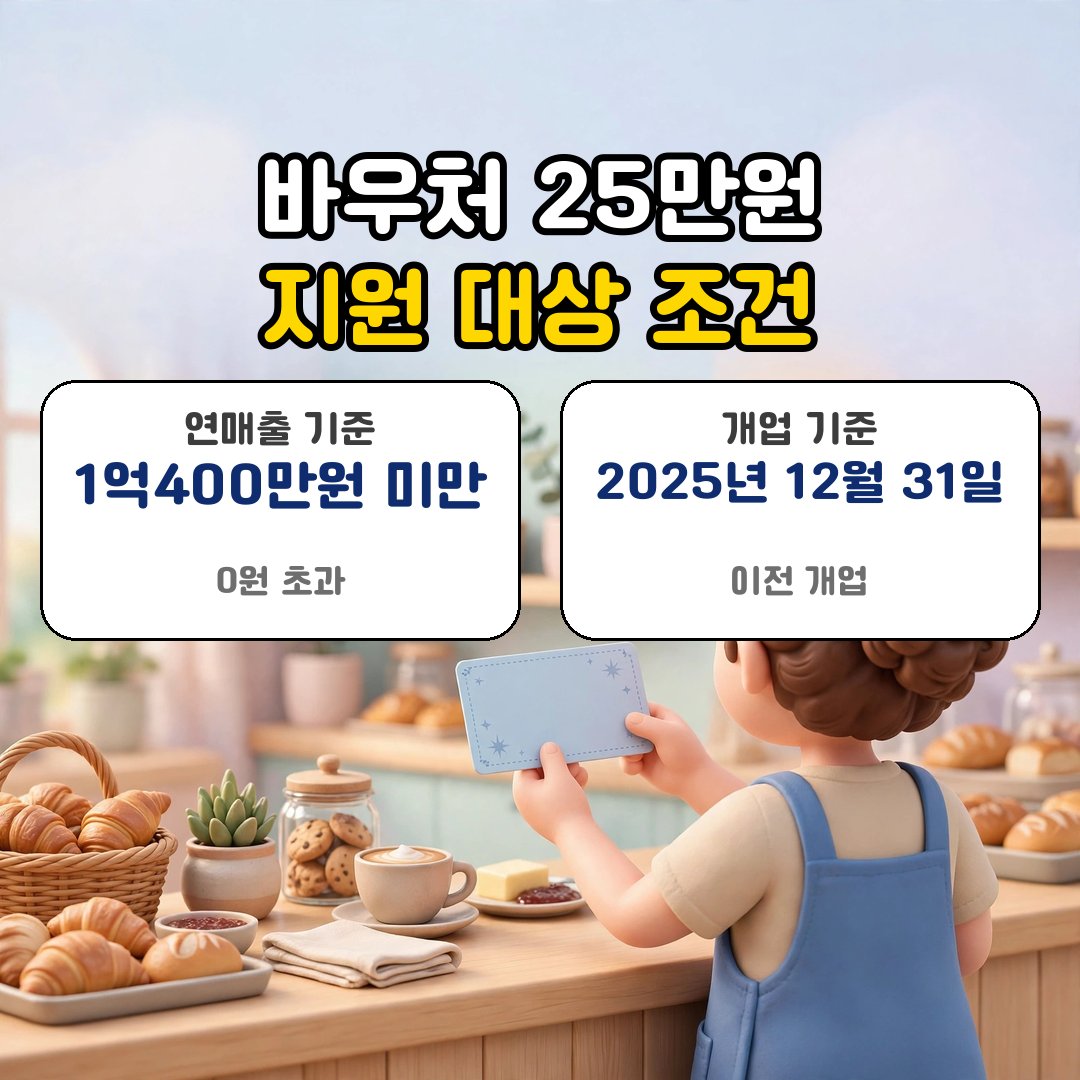 바우처 25만원
지원 대상 조건
연매출 기준
1억400만원 미만
0원 초과
개업 기준
2025년 12월 31일
이전 개업